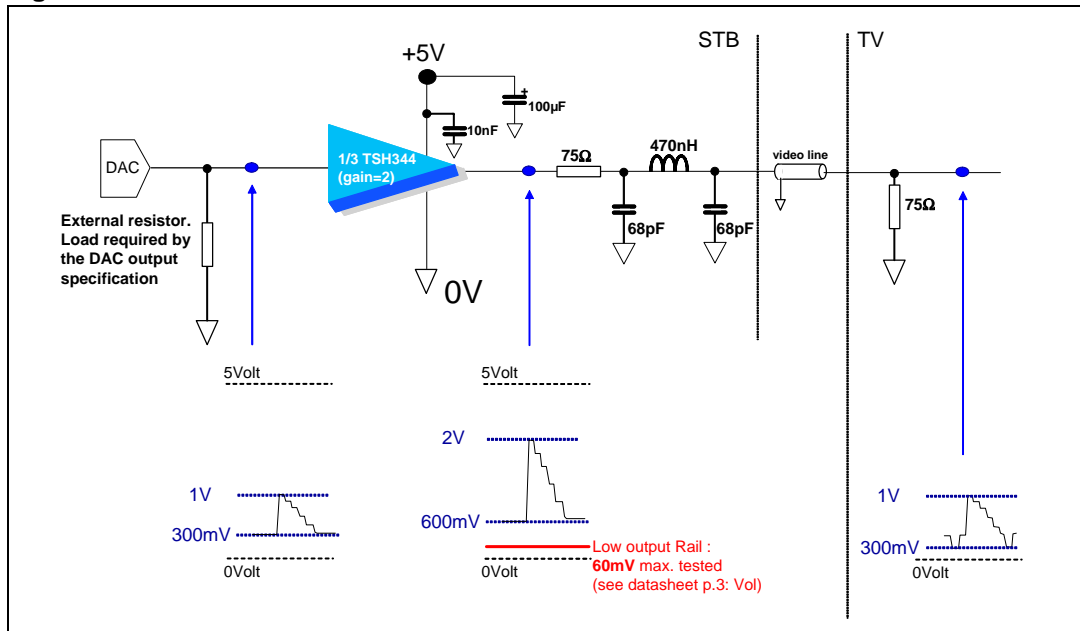 STB
TV
+5V
100µF
+
10nF
DAC
1/3 TSH344
(gain=2)
75Ω
470nH
video line
68pF
68pF
75Ω
External resistor.
Load required by
the DAC output
specification
0V
5Volt
5Volt
2V
1V
1V
300mV
600mV
300mV
0Volt
0Volt
0Volt
Low output Rail :
60mV max. tested
(see datasheet p.3: Vol)